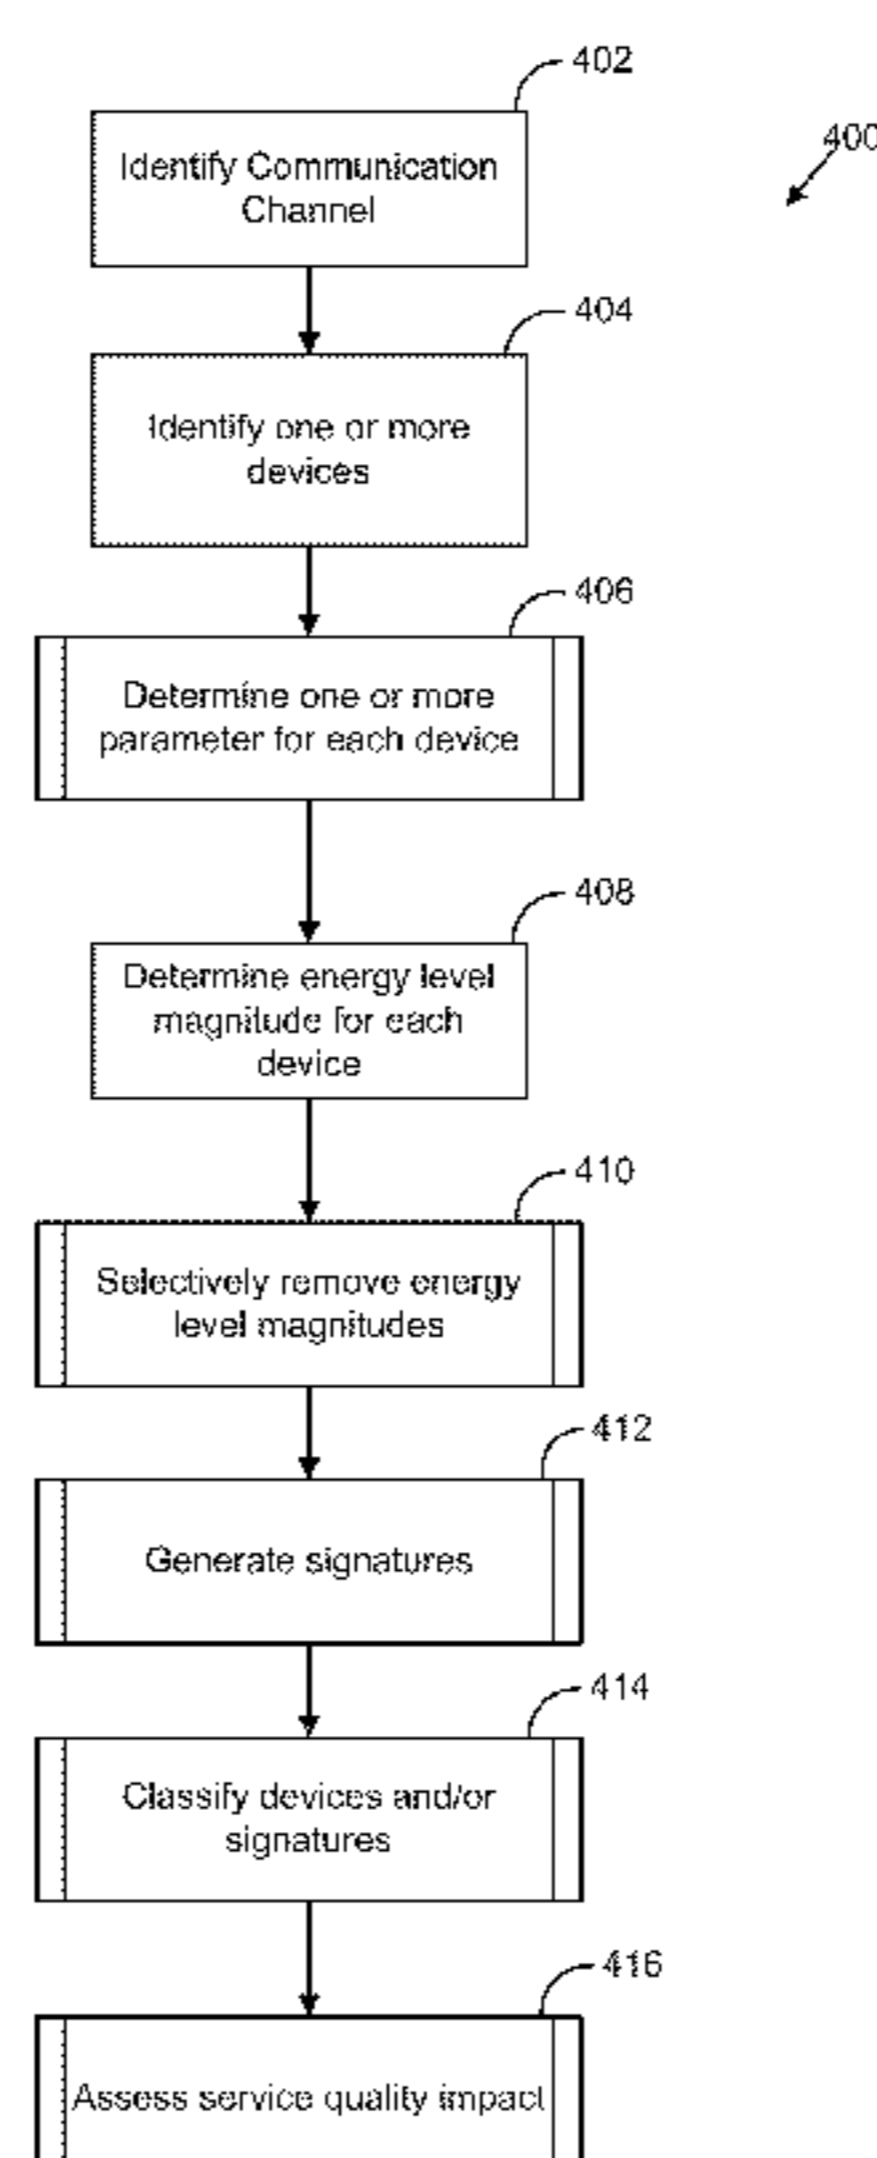 402
400
Identify Communication
Channel
404
Identify one or more
devices
406
Determine one or more
parameter for each device
408
Determine energy level
magnitude for each
device
410
Selectively remove energy
level magnitudes
412
Generate signatures
414
Classify devices and/or
signatures
416
Assess service quality impact